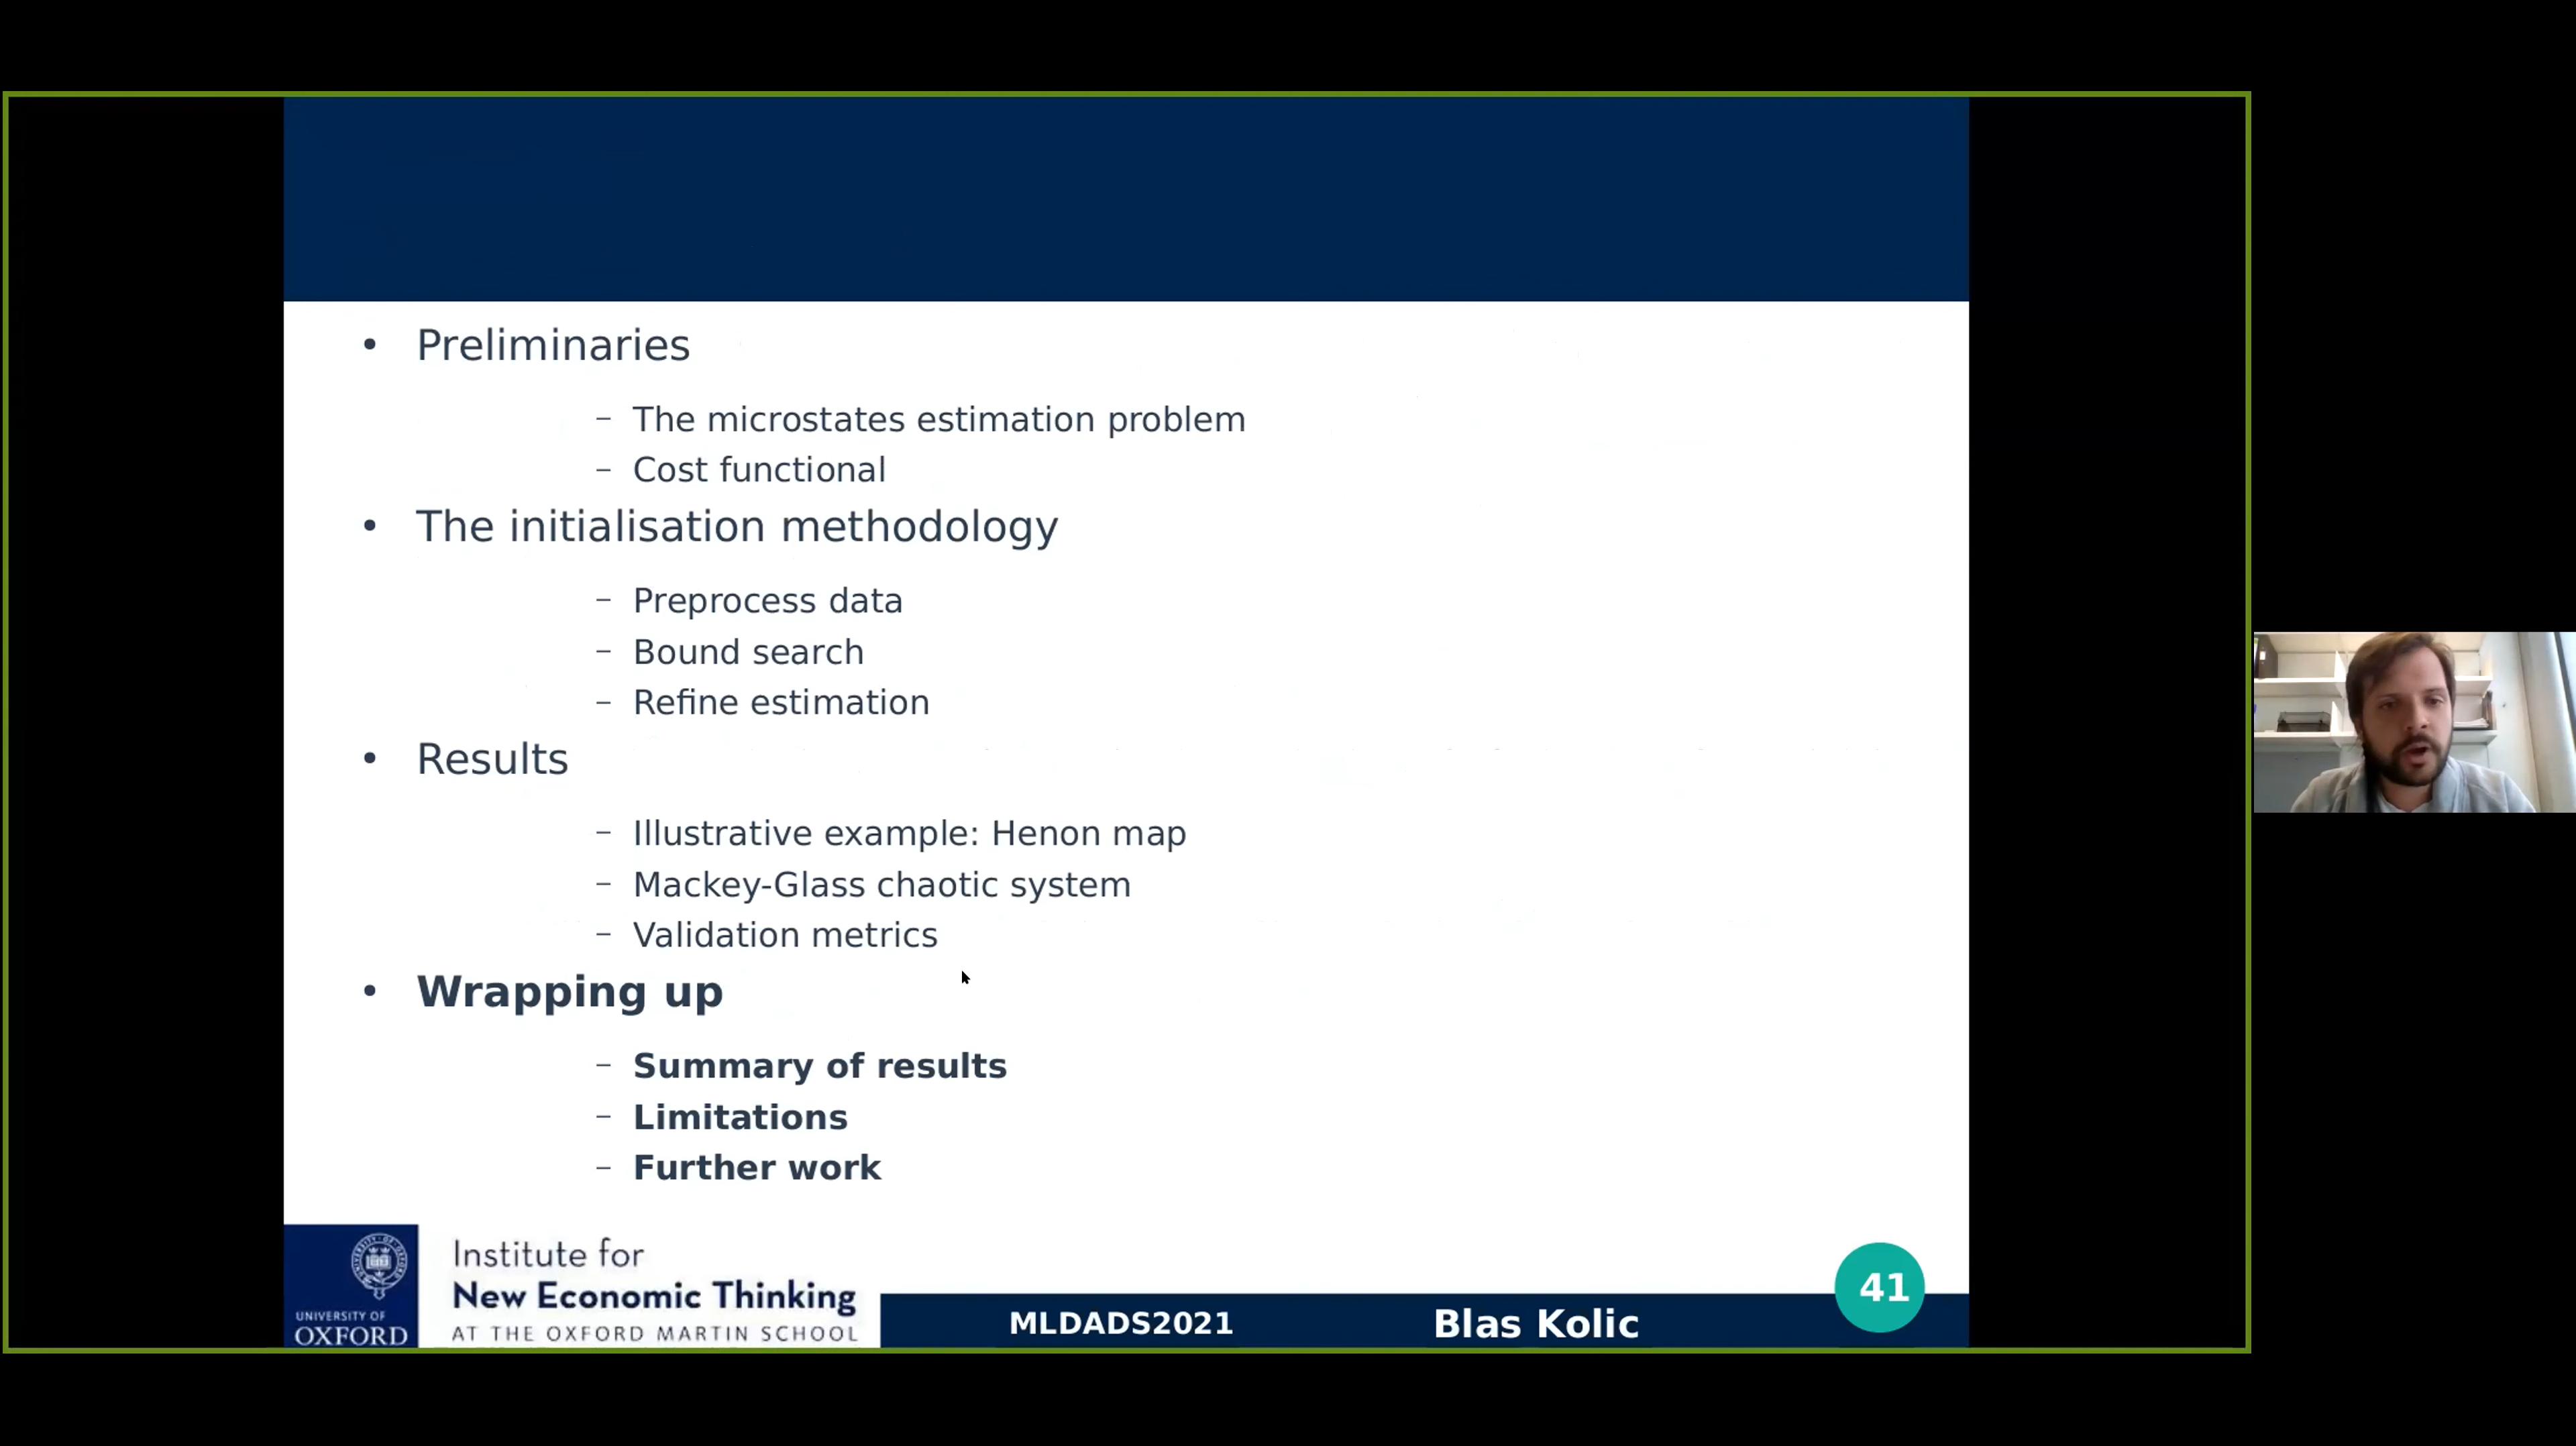 • Preliminaries
– The microstates estimation problem
– Cost functional
• The initialisation methodology
– Preprocess data
– Bound search
– Refine estimation
• Results
– Illustrative example: Henon map
– Mackey-Glass chaotic system
– Validation metrics
• Wrapping up
– Summary of results
– Limitations
– Further work
UNIVERSITY OF
OXFORD
Institute for
New Economic Thinking
AT THE OXFORD MARTIN SCHOOL
MLDADS2021
Blas Kolic
41